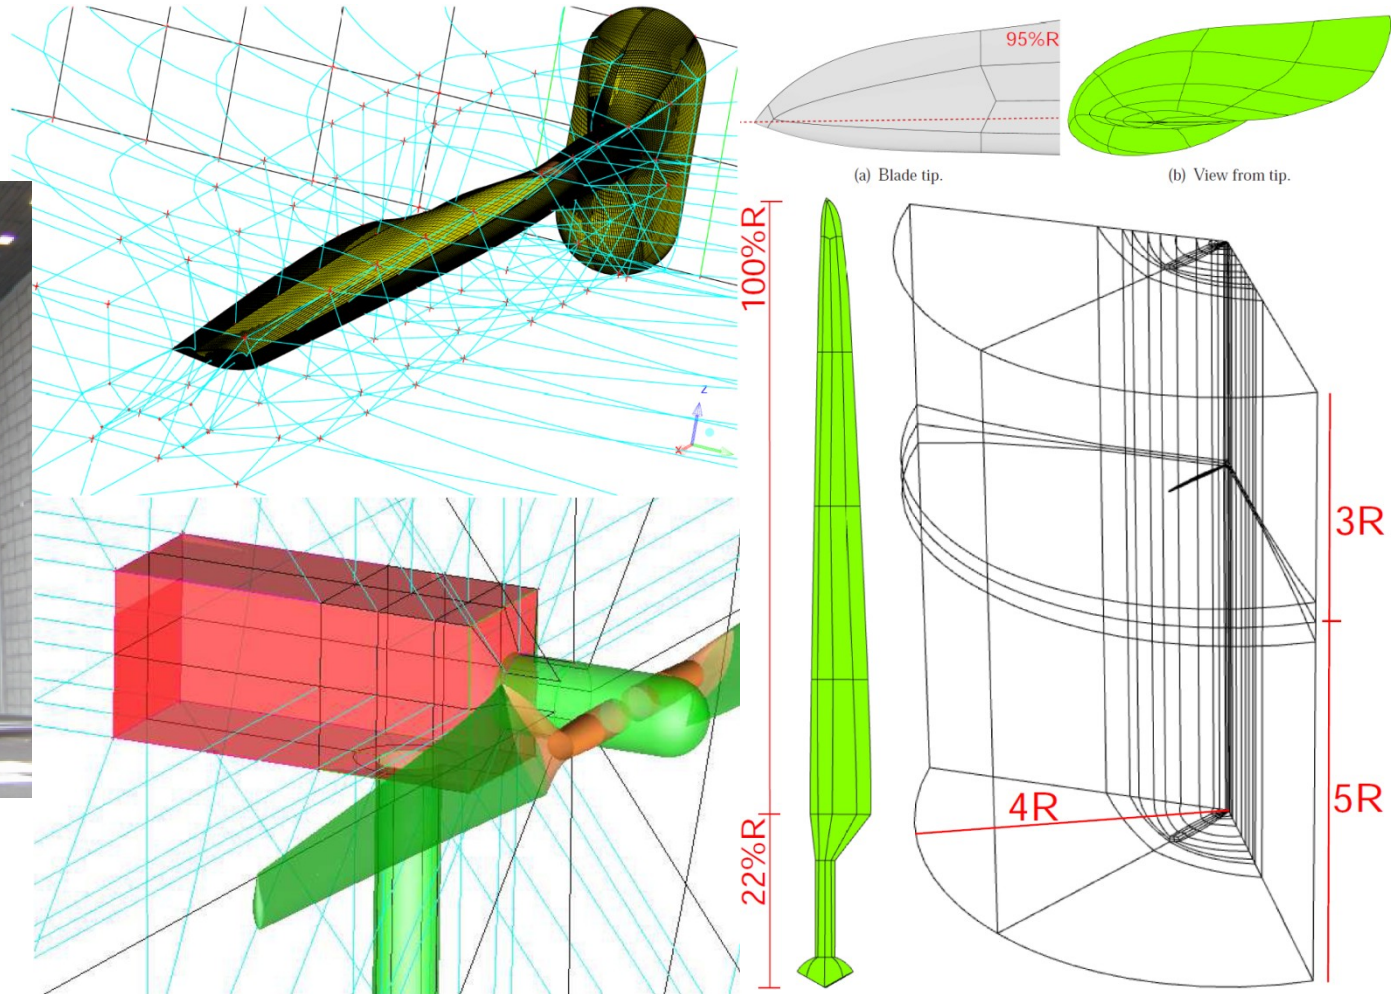 95%R
(a) Blade tip.
(b) View from tip.
100%R
22%R
4R
3R
5R
z
x